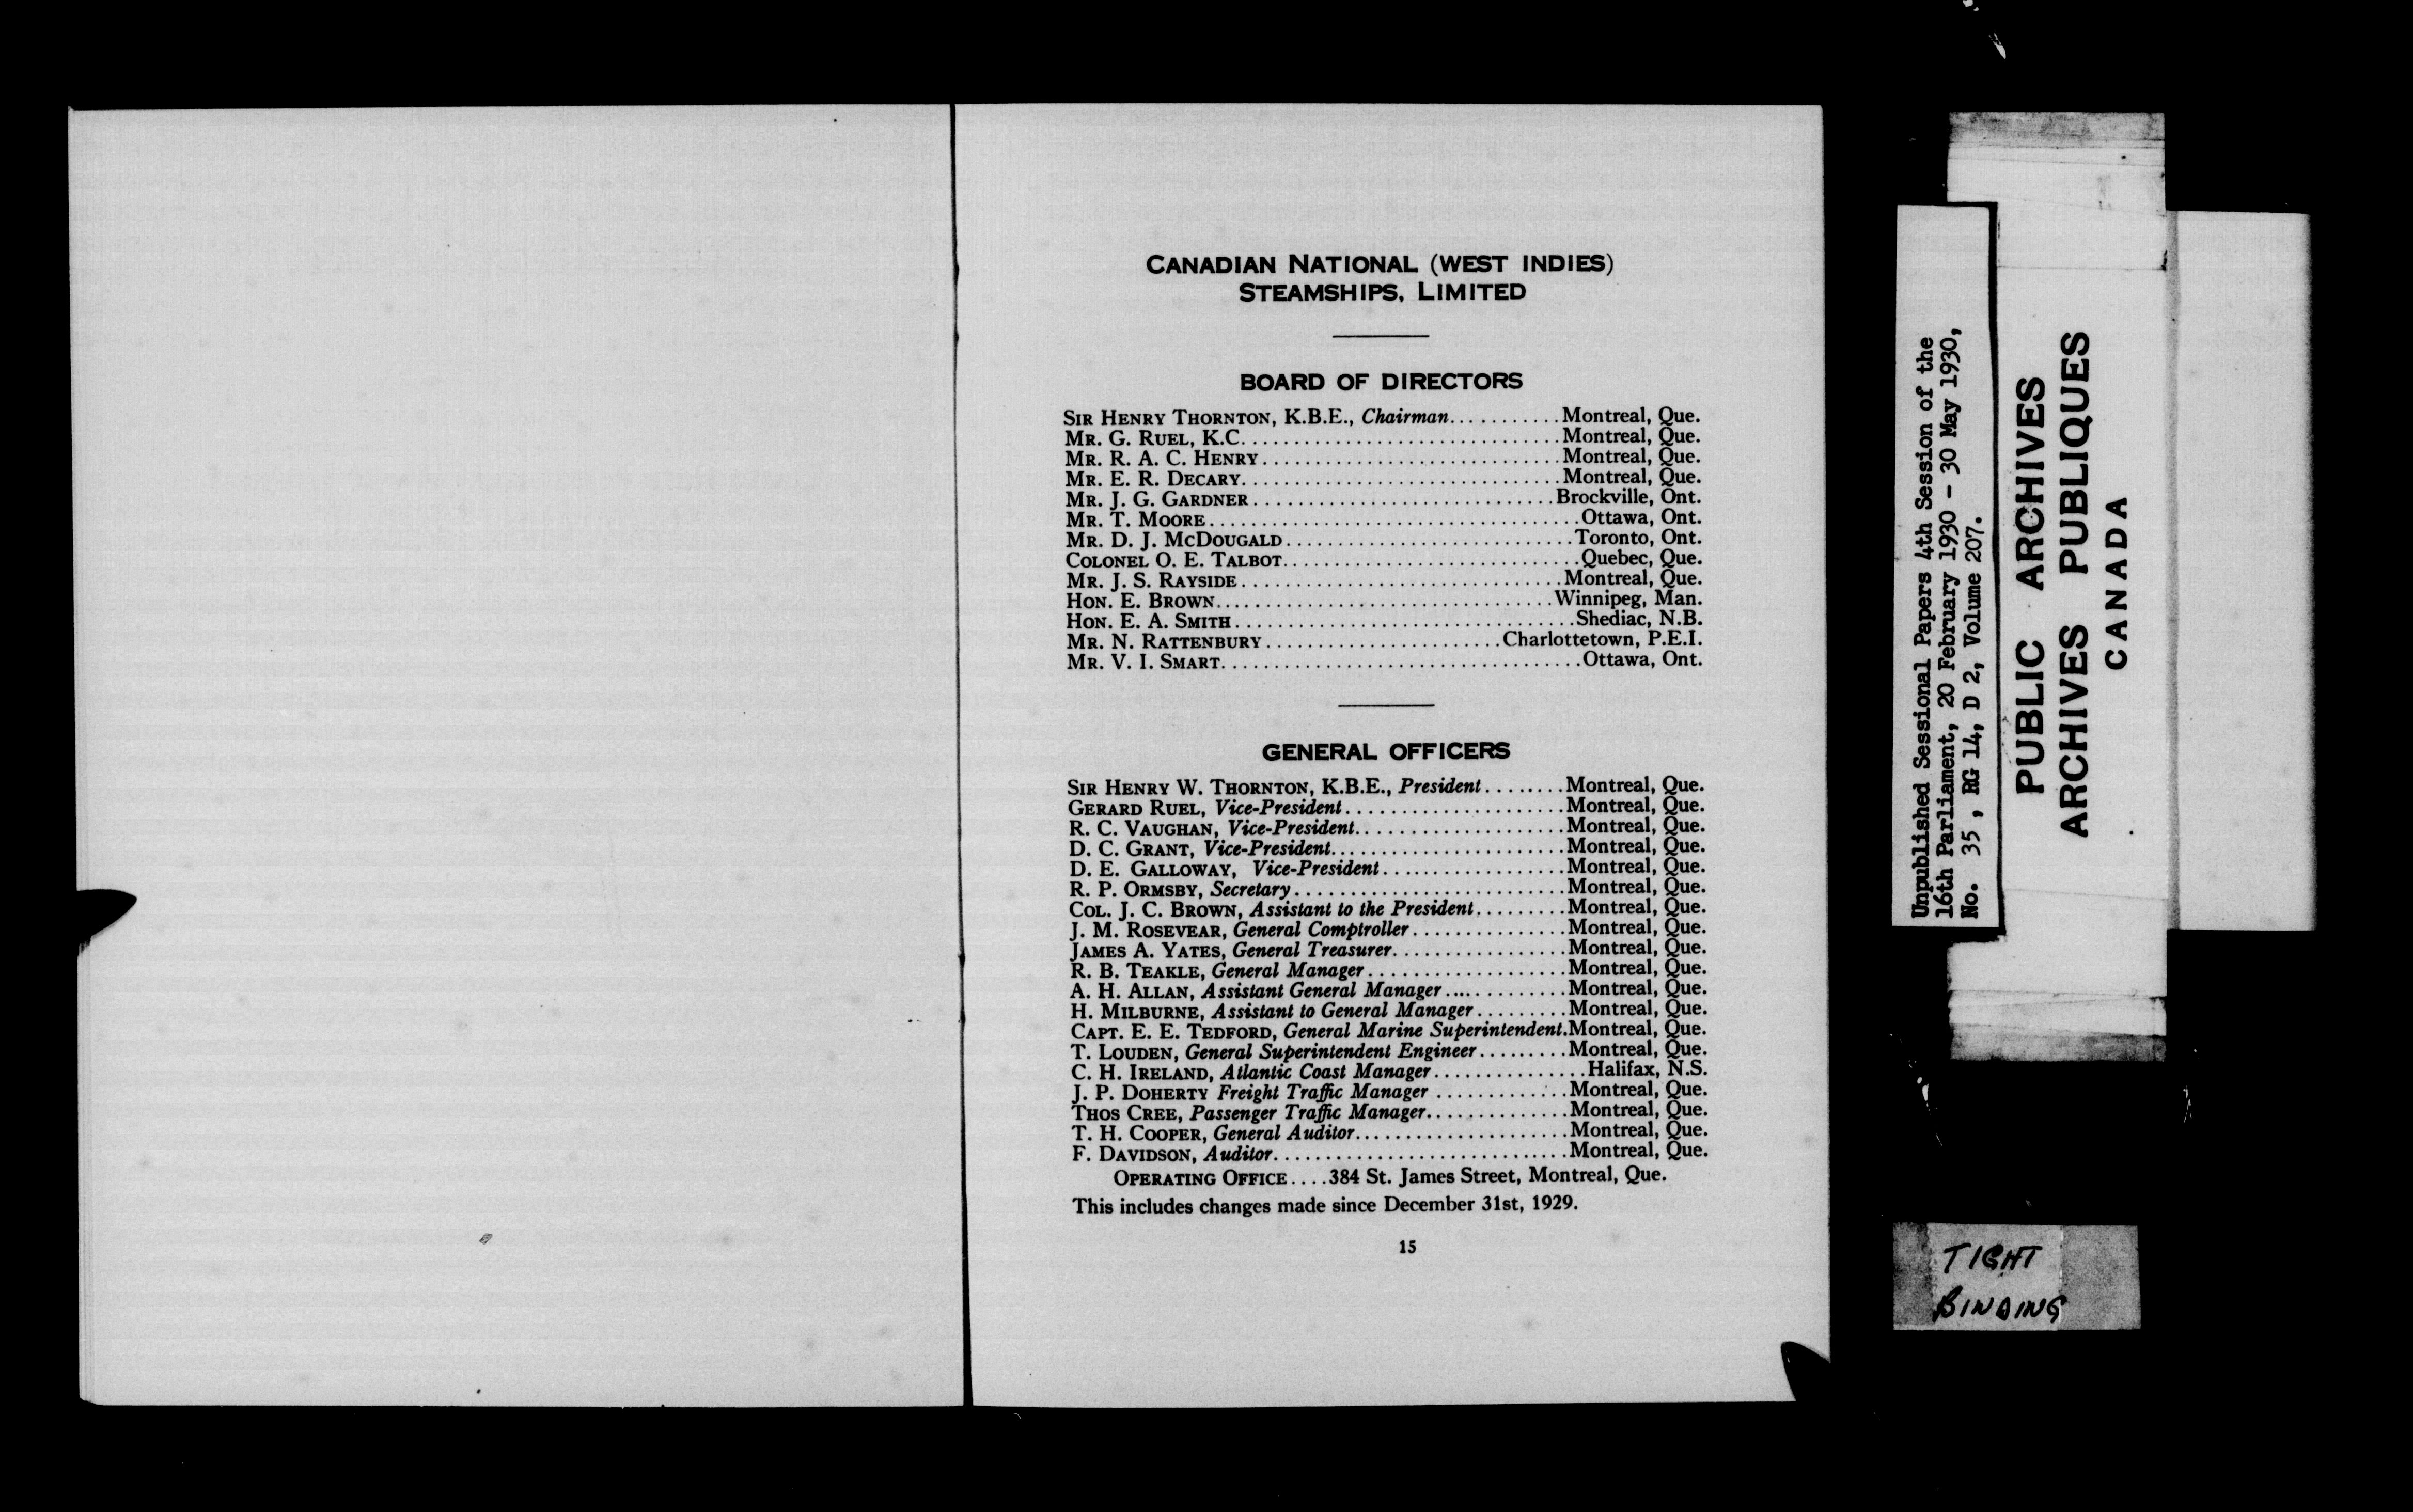 CANADIAN NATIONAL (WEST INDIES)
STEAMSHIPS, LIMITED
BOARD OF DIRECTORS
SIR HENRY THORNTON, K.B.E., Chairman...........Montreal, Que.
MR. G. RUEL, K.C................................Montreal, Que.
MR. R. A. C. HENRY..............................Montreal, Que.
MR. E. R. DECARY................................Montreal, Que.
MR. J. G. GARDNER..............................Brockville, Ont.
MR. T. MOORE.....................................Ottawa, Ont.
MR. D. J. MCDOUGALD.............................Toronto, Ont.
COLONEL O. E. TALBOT..............................Quebec, Que.
MR. J. S. RAYSIDE................................Montreal, Que.
HON. E. BROWN..................................Winnipeg, Man.
HON. E. A. SMITH..................................Shediac, N.B.
MR. N. RATTENBURY........................Charlottetown, P.E.I.
MR. V. I. SMART....................................Ottawa, Ont.
GENERAL OFFICERS
SIR HENRY W. THORNTON, K.B.E., President........Montreal, Que.
GERARD RUEL, Vice-President......................Montreal, Que.
R. C. VAUGHAN, Vice-President.....................Montreal, Que.
D. C. GRANT, Vice-President.......................Montreal, Que.
D. E. GALLOWAY, Vice-President..................Montreal, Que.
R. P. ORMSBY, Secretary...........................Montreal, Que.
COL. J. C. BROWN, Assistant to the President.........Montreal, Que.
J. M. ROSEVEAR, General Comptroller...............Montreal, Que.
JAMES A. YATES, General Treasurer.................Montreal, Que.
R. B. TEAKLE, General Manager....................Montreal, Que.
A. H. ALLAN, Assistant General Manager.............Montreal, Que.
H. MILBURNE, Assistant to General Manager.........Montreal, Que.
CAPT. E. E. TEDFORD, General Marine Superintendent.Montreal, Que.
T. LOUDEN, General Superintendent Engineer.........Montreal, Que.
C. H. IRELAND, Atlantic Coast Manager...............Halifax, N.S.
J. P. DOHERTY Freight Traffic Manager .............Montreal, Que.
THOS CREE, Passenger Traffic Manager..............Montreal, Que.
T. H. COOPER, General Auditor.....................Montreal, Que.
F. DAVIDSON, Auditor.............................Montreal, Que.
OPERATING OFFICE....384 St. James Street, Montreal, Que.
This includes changes made since December 31st, 1929.
15
Unpublished Sessional Papers 4th Session of the
16th Parliament, 20 February 1930 - 30 May 1930,
No. 35 , RG 14, D 2, Volume 207.
PUBLIC ARCHIVES
ARCHIVES PUBLIQUES
CANADA
TIGHT
BINDING